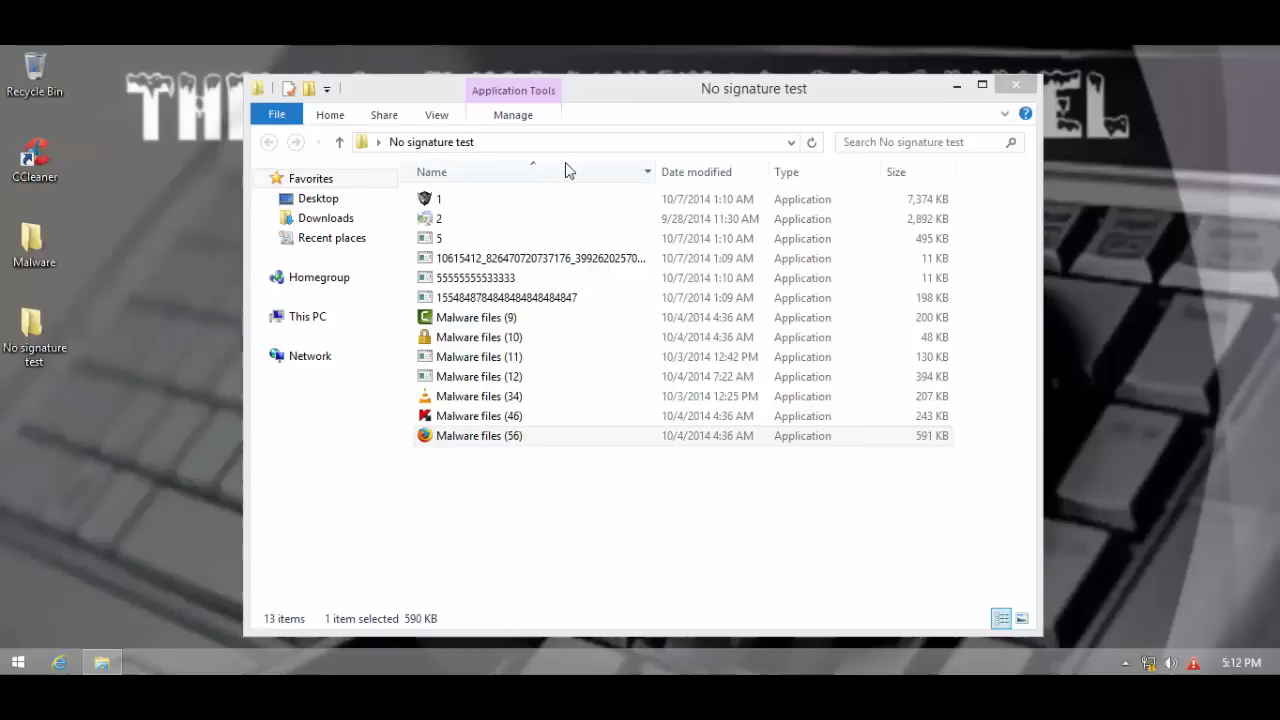 Recycle Bin
CCleaner
Malware
No signature
test
Application Tools
No signature test
File
Home
Share
View
Manage
No signature test
Search No signature test
Favorites
Desktop
Downloads
Recent places
Homegroup
This PC
Network
Name Date modified Type Size
1 10/7/2014 1:10 AM Application 7,374 KB
2 9/28/2014 11:30 AM Application 2,892 KB
5 10/7/2014 1:10 AM Application 495 KB
10615412_826470720737176_39926202570... 10/7/2014 1:09 AM Application 11 KB
55555555533333 10/7/2014 1:10 AM Application 11 KB
10/7/2014 1:09 AM Application 198 KB
Malware files (9) 10/4/2014 4:36 AM Application 200 KB
Malware files (10) 10/4/2014 4:36 AM Application 48 KB
Malware files (11) 10/3/2014 12:42 PM Application 130 KB
Malware files (12) 10/4/2014 7:22 AM Application 394 KB
Malware files (34) 10/3/2014 12:25 PM Application 207 KB
Malware files (46) 10/4/2014 4:36 AM Application 243 KB
Malware files (56) 10/4/2014 4:36 AM Application 591 KB
13 items 1 item selected 590 KB
5:12 PM